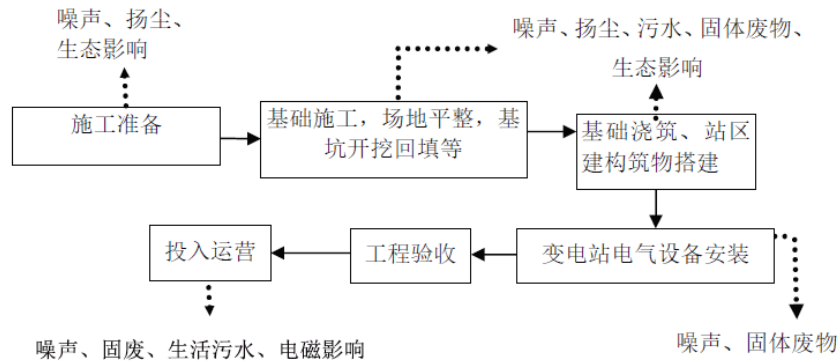 噪声、扬尘、
生态影响
噪声、扬尘、污水、固体废物、
生态影响
施工准备
基础施工，场地平整，基
坑开挖回填等
基础浇筑、站区
建构筑物搭建
投入运营
工程验收
变电站电气设备安装
噪声、固废、生活污水、电磁影响
噪声、固体废物